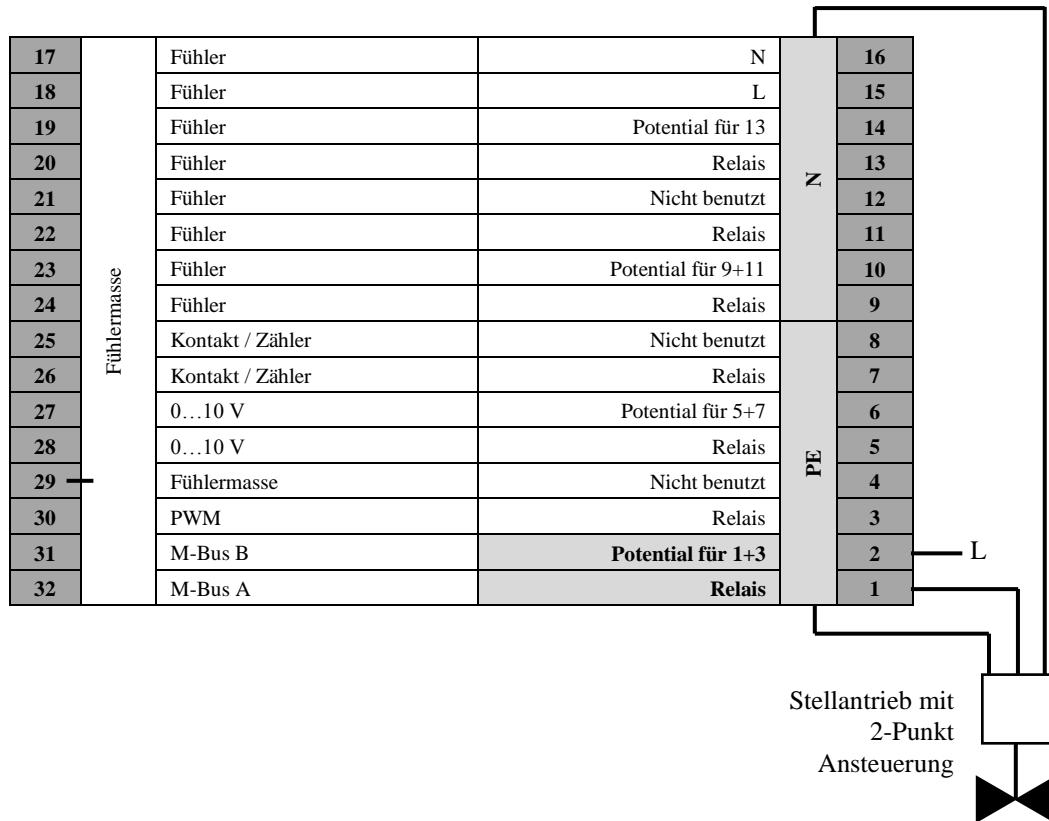 17 Fühler N 16
18 Fühler L 15
19 Fühler Potential für 13 14
20 Fühler Relais 13
21 Fühler Nicht benutzt 12
22 Fühler Relais 11
23 Fühler Potential für 9+11 10
24 Fühler Relais 9
25 Kontakt / Zähler Nicht benutzt 8
26 Kontakt / Zähler Relais 7
27 0…10 V Potential für 5+7 6
28 0…10 V Relais 5
29 Fühlermasse Nicht benutzt 4
30 PWM Relais 3
31 M-Bus B Potential für 1+3 2 L
32 M-Bus A Relais 1
Fühlermasse
N
PE
Stellantrieb mit
2-Punkt
Ansteuerung